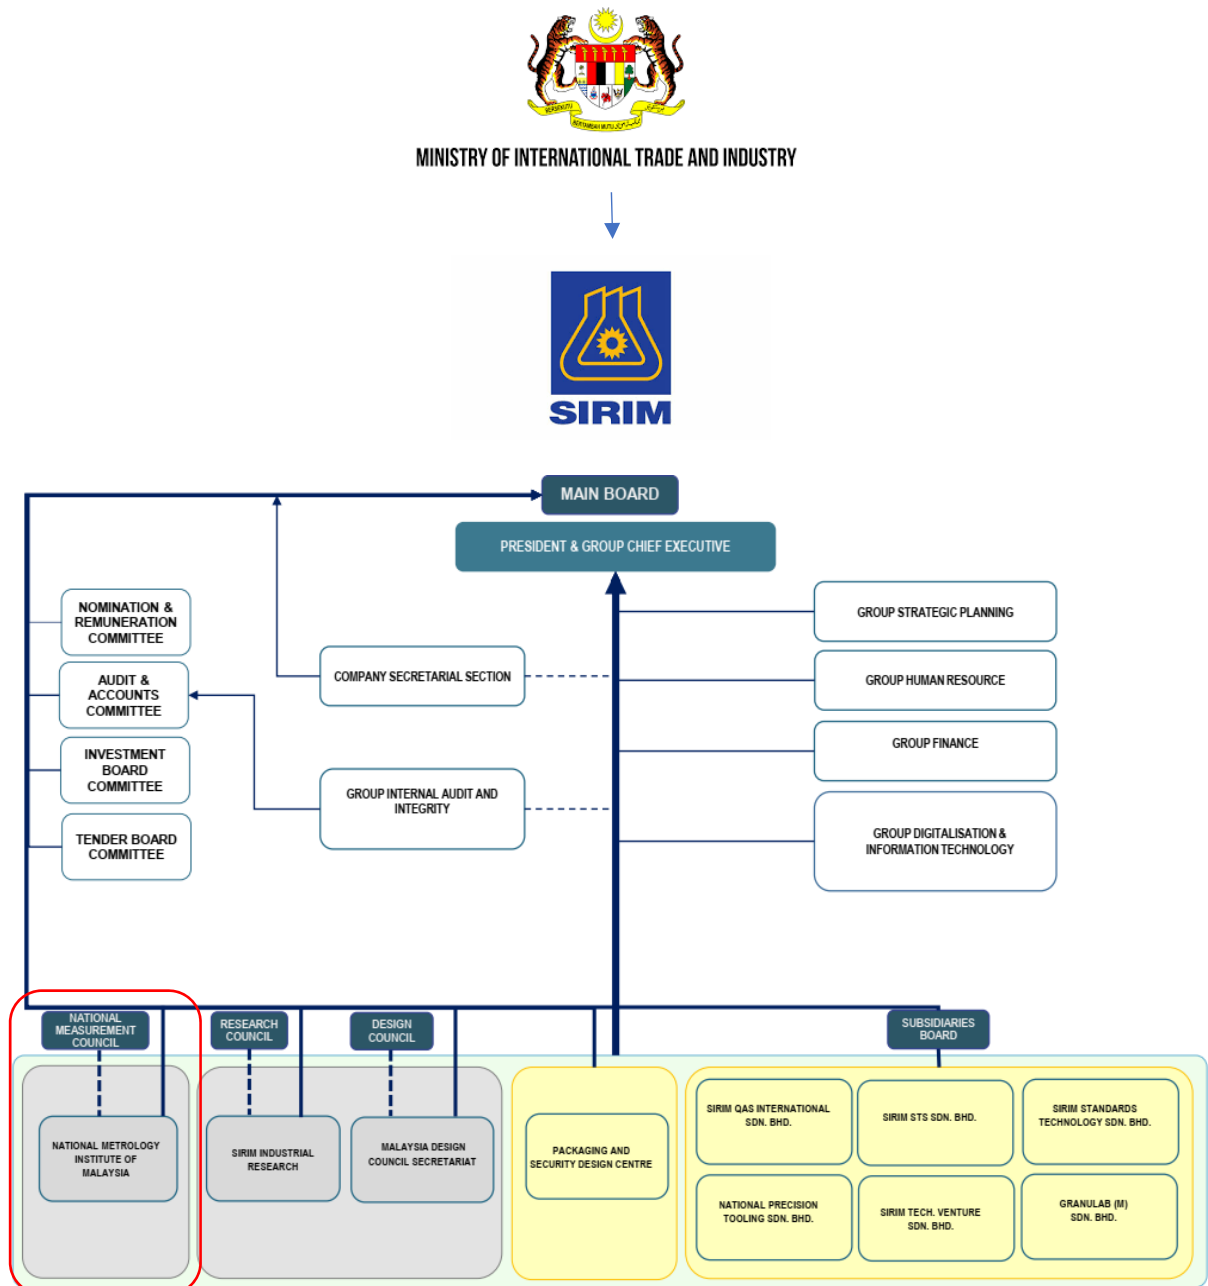 BERSEKUTU
BERTAMBAH MUTU
MINISTRY OF INTERNATIONAL TRADE AND INDUSTRY
SIRIM
MAIN BOARD
PRESIDENT & GROUP CHIEF EXECUTIVE
NOMINATION &
REMUNERATION
COMMITTEE
AUDIT &
ACCOUNTS
COMMITTEE
INVESTMENT
BOARD
COMMITTEE
TENDER BOARD
COMMITTEE
COMPANY SECRETARIAL SECTION
GROUP INTERNAL AUDIT AND
INTEGRITY
GROUP STRATEGIC PLANNING
GROUP HUMAN RESOURCE
GROUP FINANCE
GROUP DIGITALISATION &
INFORMATION TECHNOLOGY
NATIONAL
MEASUREMENT
COUNCIL
RESEARCH
COUNCIL
DESIGN
COUNCIL
SUBSIDIARIES
BOARD
NATIONAL METROLOGY
INSTITUTE OF
MALAYSIA
SIRIM INDUSTRIAL
RESEARCH
MALAYSIA DESIGN
COUNCIL SECRETARIAT
PACKAGING AND
SECURITY DESIGN CENTRE
SIRIM QAS INTERNATIONAL
SDN. BHD.
SIRIM STS SDN. BHD.
SIRIM STANDARDS
TECHNOLOGY SDN. BHD.
NATIONAL PRECISION
TOOLING SDN. BHD.
SIRIM TECH. VENTURE
SDN. BHD.
GRANULAB (M)
SDN. BHD.